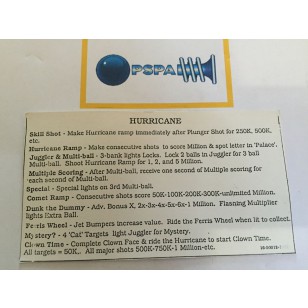 PSPA
HURRICANE
Skill Shot - Make Hurricane ramp immediately after Plunger Shot for 250K, 500K,
etc.
Hurricane Ramp - Make consecutive shots to score Million & spot letter in 'Palace'.
Juggler & Multi-ball - 3-bank lights Locks. Lock 2 balls in Juggler for 3 ball
Multi-ball. Shoot Hurricane Ramp for 1, 2, and 5 Million.
Multiple Scoring - After Multi-ball, receive one second of Multiple scoring for
each second of Multi-ball.
Special - Special lights on 3rd Multi-ball.
Comet Ramp - Consecutive shots score 50K-100K-200K-300K-unlimited Million.
Dunk the Dummy - Adv. Bocus X, 2x-3x-4x-5x-6x-1 Million. Flashing Multiplier
lights Extra Ball.
Ferris Wheel - Jet Bumpers increase value. Ride the Ferris Wheel when lit to collect.
Mystery? - 4 'Cat' Targets light Juggler for Mystery.
Clown Time - Complete Clown Face & ride the Hurricane to start Clown Time.
All targets = 50K.. All major shots 500K-750K-1 Million-etc.